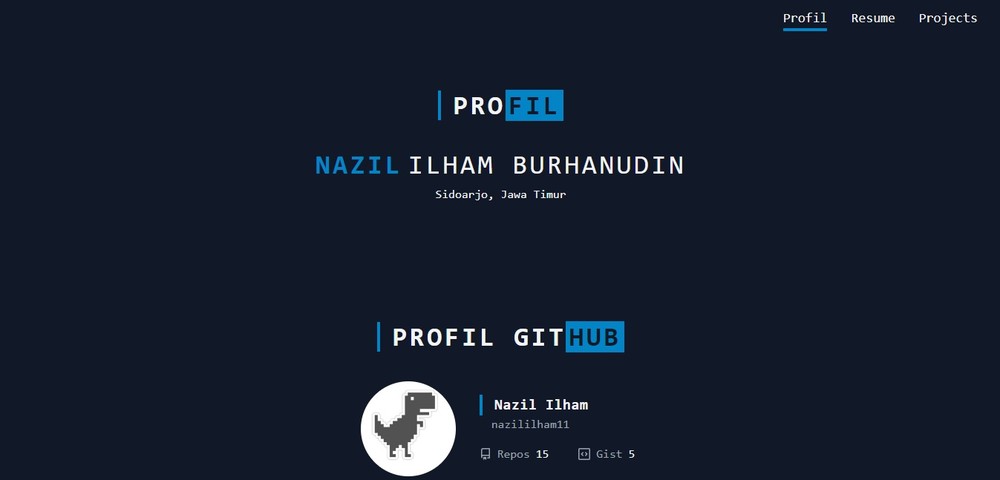 Profil Resume Projects
PROFIL
NAZIL ILHAM BURHANUDIN
Sidoarjo, Jawa Timur
PROFIL GITHUB
Nazil Ilham
nazililham11
Repos 15 Gist 5